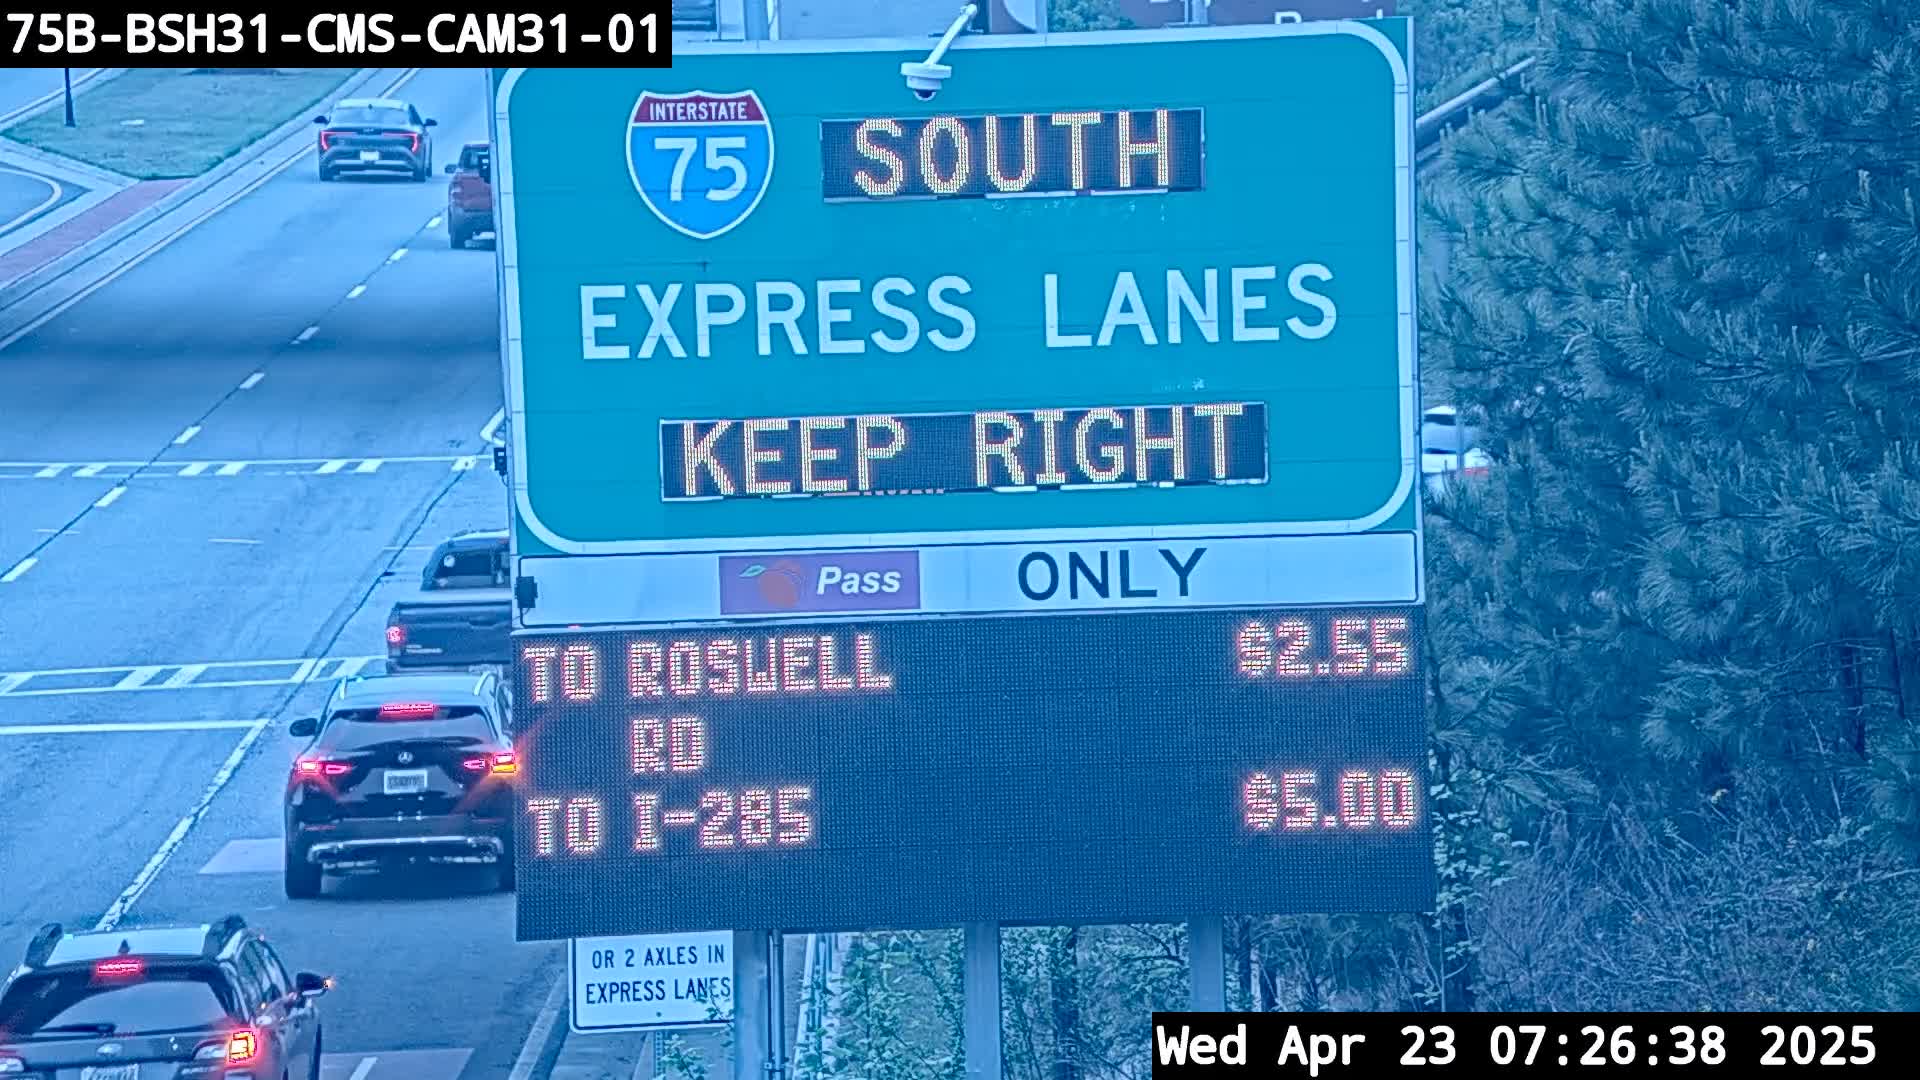 75B-BSH31-CMS-CAM31-01
INTERSTATE
75
SOUTH
EXPRESS LANES
KEEP RIGHT
Pass ONLY
TO ROSWELL $2.55
RD
TO I-285 $5.00
OR 2 AXLES IN
EXPRESS LANES
Wed Apr 23 07:26:38 2025